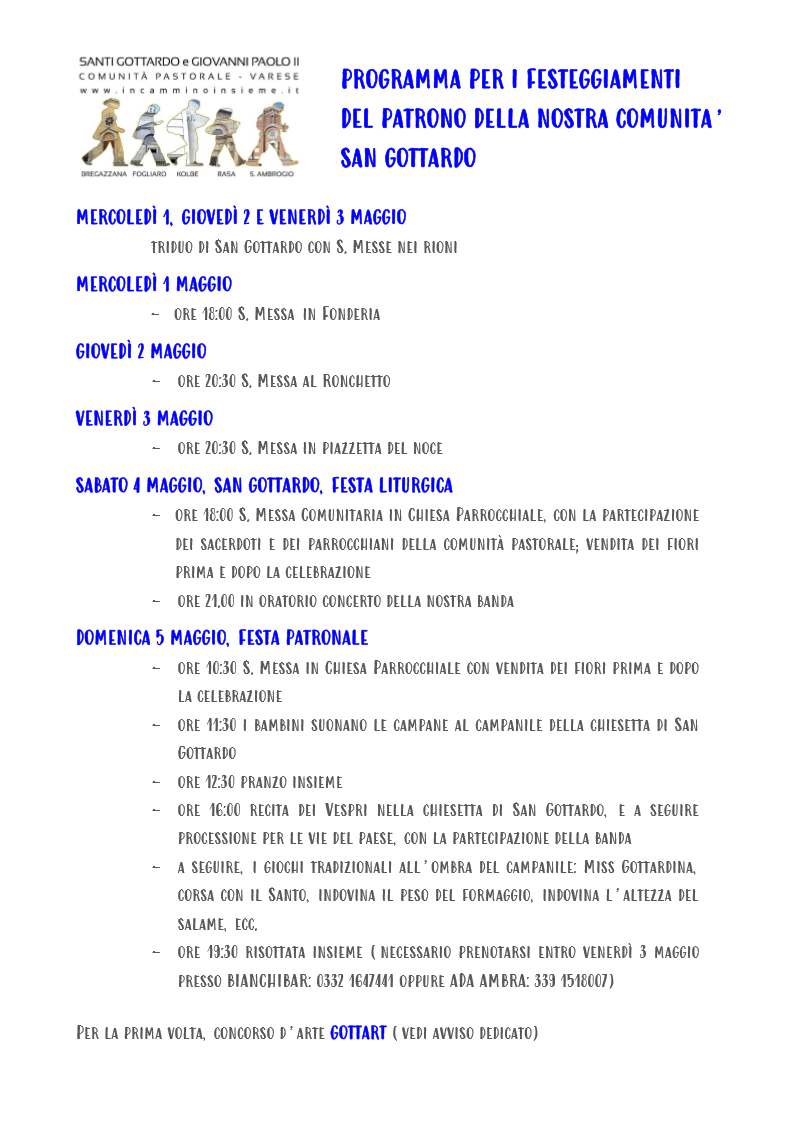 SANTI GOTTARDO e GIOVANNI PAOLO II
COMUNITÀ PASTORALE - VARESE
www.incamminoinsieme.it
BREGAZZANA FOGLIARO KOLBE RASA S. AMBROGIO
PROGRAMMA PER I FESTEGGIAMENTI
DEL PATRONO DELLA NOSTRA COMUNITA'
SAN GOTTARDO
MERCOLEDÌ 1, GIOVEDÌ 2 E VENERDÌ 3 MAGGIO
TRIDUO DI SAN GOTTARDO CON S. MESSE NEI RIONI
MERCOLEDÌ 1 MAGGIO
- ORE 18:00 S. MESSA IN FONDERIA
GIOVEDÌ 2 MAGGIO
- ORE 20:30 S. MESSA AL RONCHETTO
VENERDÌ 3 MAGGIO
- ORE 20:30 S. MESSA IN PIAZZETTA DEL NOCE
SABATO 4 MAGGIO, SAN GOTTARDO, FESTA LITURGICA
- ORE 18:00 S. MESSA COMUNITARIA IN CHIESA PARROCCHIALE, CON LA PARTECIPAZIONE
DEI SACERDOTI E DEI PARROCCHIANI DELLA COMUNITÀ PASTORALE; VENDITA DEI FIORI
PRIMA E DOPO LA CELEBRAZIONE
- ORE 21.00 IN ORATORIO CONCERTO DELLA NOSTRA BANDA
DOMENICA 5 MAGGIO, FESTA PATRONALE
- ORE 10:30 S. MESSA IN CHIESA PARROCCHIALE CON VENDITA DEI FIORI PRIMA E DOPO
LA CELEBRAZIONE
- ORE 11:30 I BAMBINI SUONANO LE CAMPANE AL CAMPANILE DELLA CHIESETTA DI SAN
GOTTARDO
- ORE 12:30 PRANZO INSIEME
- ORE 16:00 RECITA DEI VESPRI NELLA CHIESETTA DI SAN GOTTARDO, E A SEGUIRE
PROCESSIONE PER LE VIE DEL PAESE, CON LA PARTECIPAZIONE DELLA BANDA
- A SEGUIRE, I GIOCHI TRADIZIONALI ALL'OMBRA DEL CAMPANILE: MISS GOTTARDINA,
CORSA CON IL SANTO, INDOVINA IL PESO DEL FORMAGGIO, INDOVINA L'ALTEZZA DEL
SALAME, ECC.
- ORE 19:30 RISOTTATA INSIEME (NECESSARIO PRENOTARSI ENTRO VENERDÌ 3 MAGGIO
PRESSO BIANCHIBAR: 0332 1647441 OPPURE ADA AMBRA: 339 1518007)
PER LA PRIMA VOLTA, CONCORSO D'ARTE GOTTART (VEDI AVVISO DEDICATO)